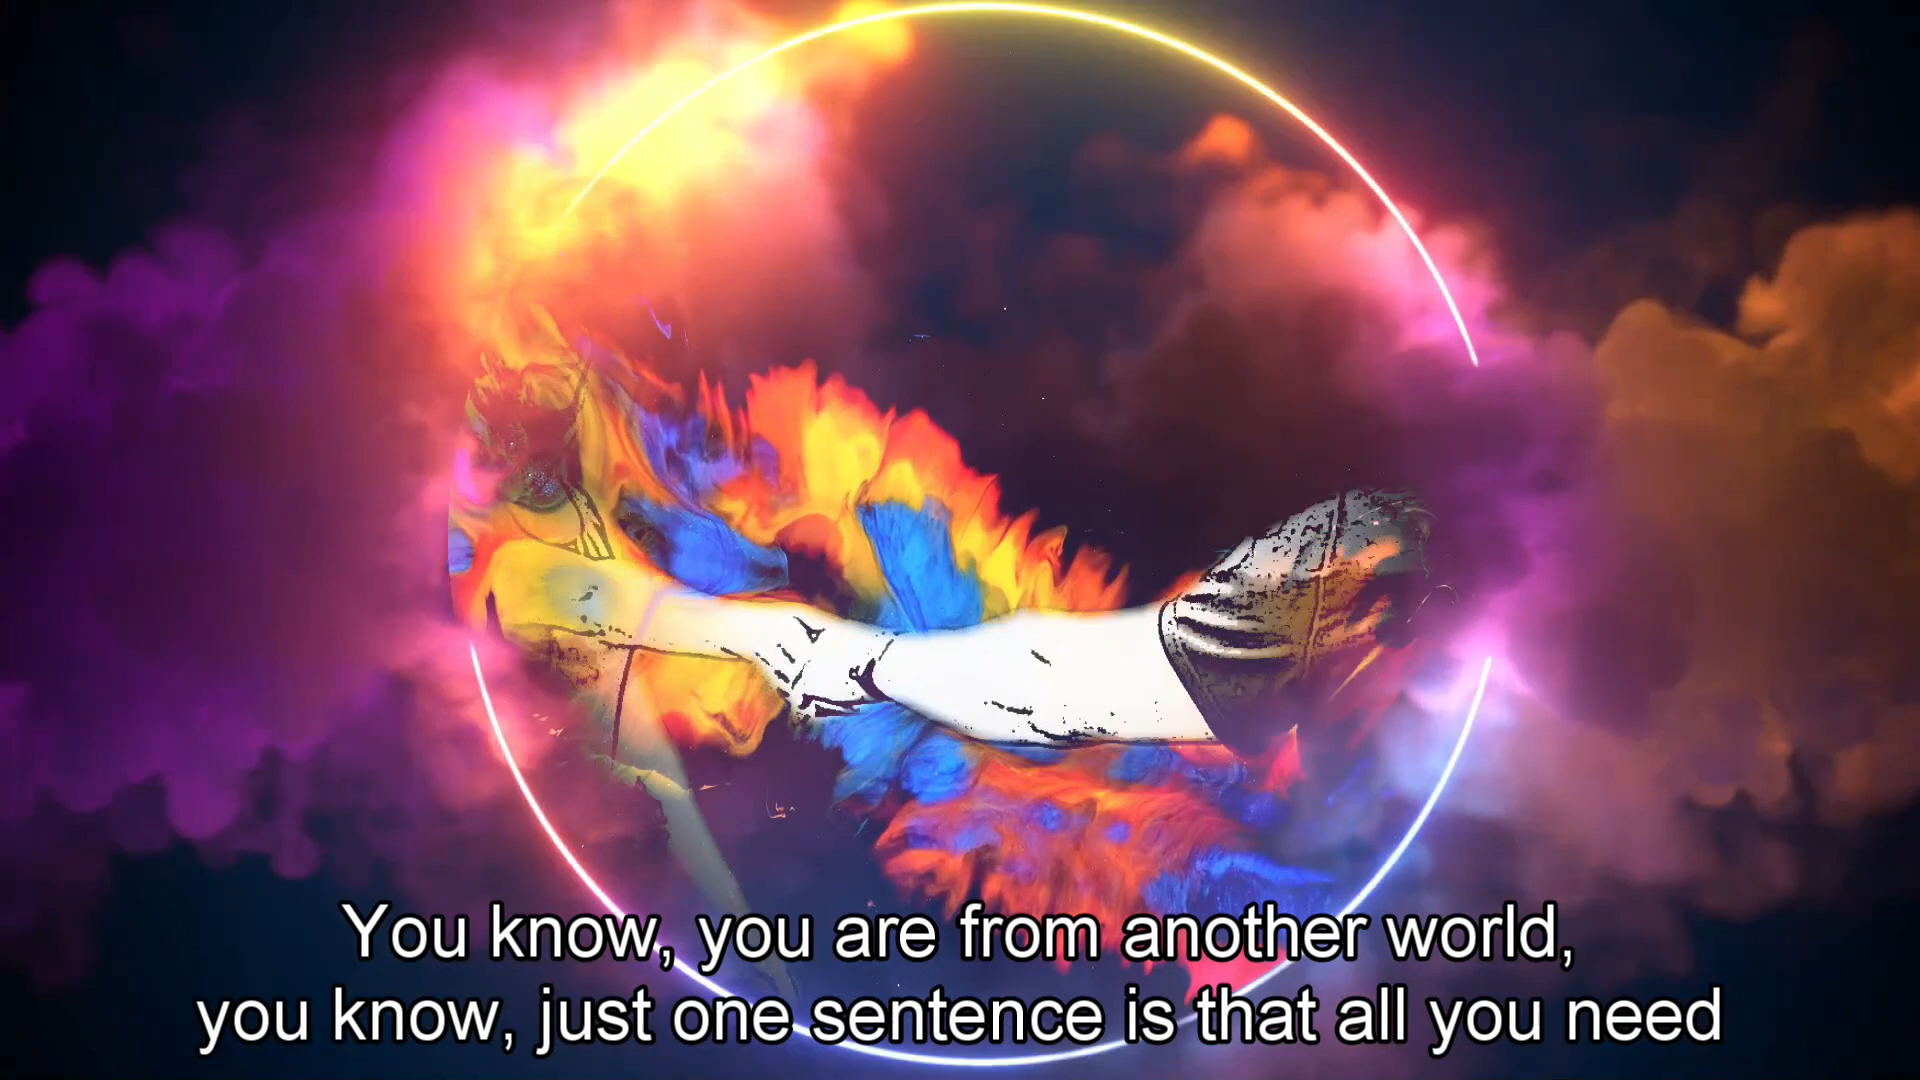 You know, you are from another world,
you know, just one sentence is that all you need